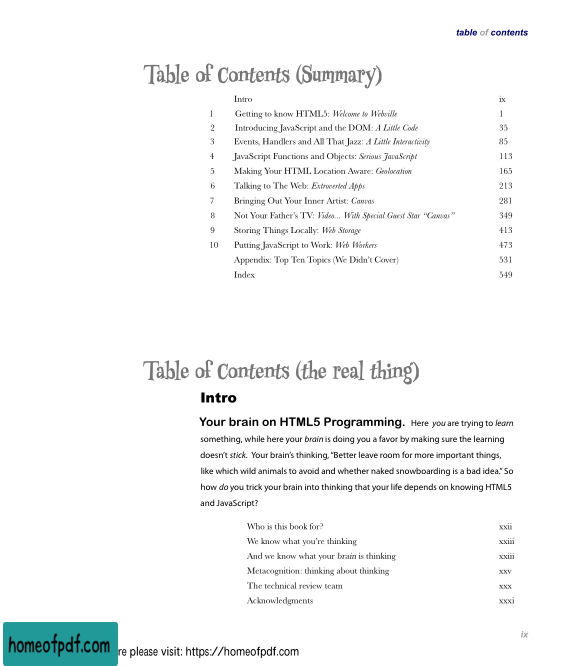 table of contents
Table of Contents (Summary)
Intro ix
1 Getting to know HTML5: Welcome to Webville 1
2 Introducing JavaScript and the DOM: A Little Code 35
3 Events, Handlers and All That Jazz: A Little Interactivity 85
4 JavaScript Functions and Objects: Serious JavaScript 113
5 Making Your HTML Location Aware: Geolocation 165
6 Talking to The Web: Extroverted Apps 213
7 Bringing Out Your Inner Artist: Canvas 281
8 Not Your Father's TV: Video... With Special Guest Star “Canvas” 349
9 Storing Things Locally: Web Storage 413
10 Putting JavaScript to Work: Web Workers 473
Appendix: Top Ten Topics (We Didn't Cover) 531
Index 549
Table of Contents (the real thing)
Intro
Your brain on HTML5 Programming. Here you are trying to learn
something, while here your brain is doing you a favor by making sure the learning
doesn't stick. Your brain's thinking, “Better leave room for more important things,
like which wild animals to avoid and whether naked snowboarding is a bad idea.” So
how do you trick your brain into thinking that your life depends on knowing HTML5
and JavaScript?
Who is this book for? xxii
We know what you're thinking xxiii
And we know what your brain is thinking xxiii
Metacognition: thinking about thinking xxv
The technical review team xxx
Acknowledgments xxxi
ix
homeofpdf.com
re please visit: https://homeofpdf.com